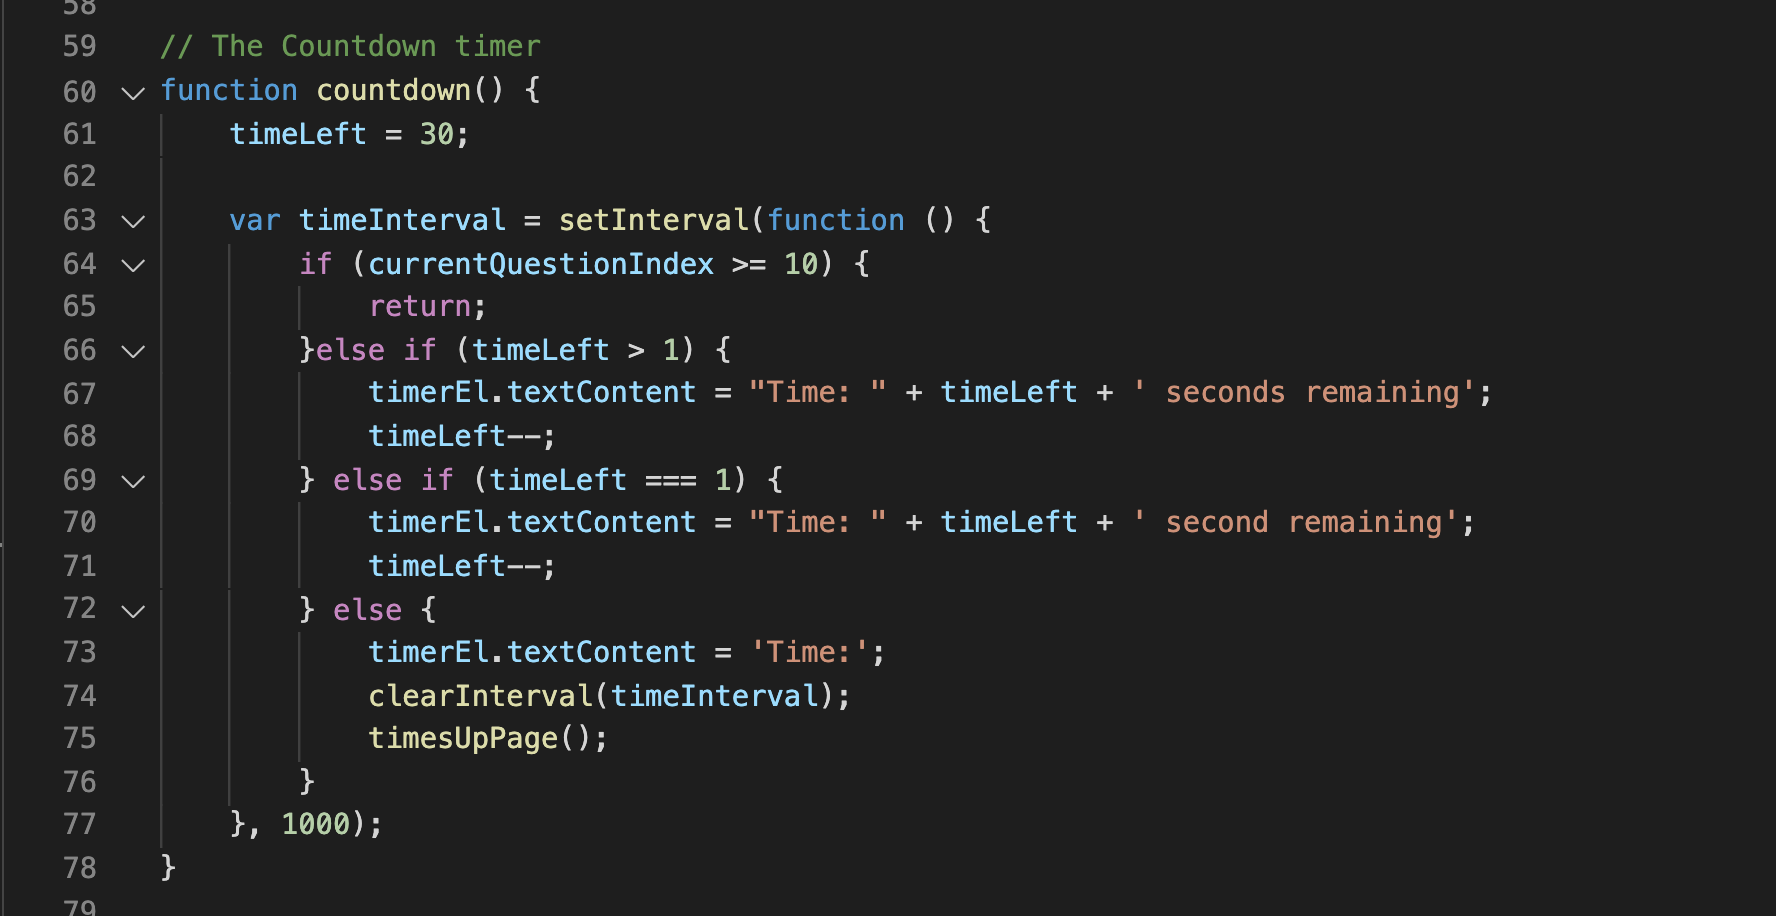 58
59 // The Countdown timer
60 function countdown() {
61     timeLeft = 30;
62
63     var timeInterval = setInterval(function () {
64         if (currentQuestionIndex >= 10) {
65             return;
66         }else if (timeLeft > 1) {
67             timerEl.textContent = "Time: " + timeLeft + ' seconds remaining';
68             timeLeft--;
69         } else if (timeLeft === 1) {
70             timerEl.textContent = "Time: " + timeLeft + ' second remaining';
71             timeLeft--;
72         } else {
73             timerEl.textContent = 'Time:';
74             clearInterval(timeInterval);
75             timesUpPage();
76         }
77     }, 1000);
78 }
79